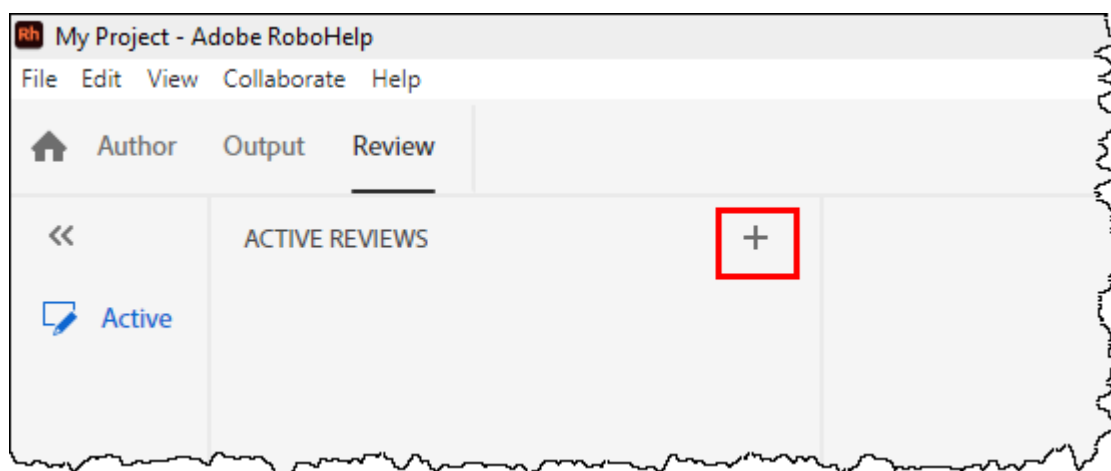 Rh My Project - Adobe RoboHelp
File Edit View Collaborate Help
Author Output Review
ACTIVE REVIEWS +
Active